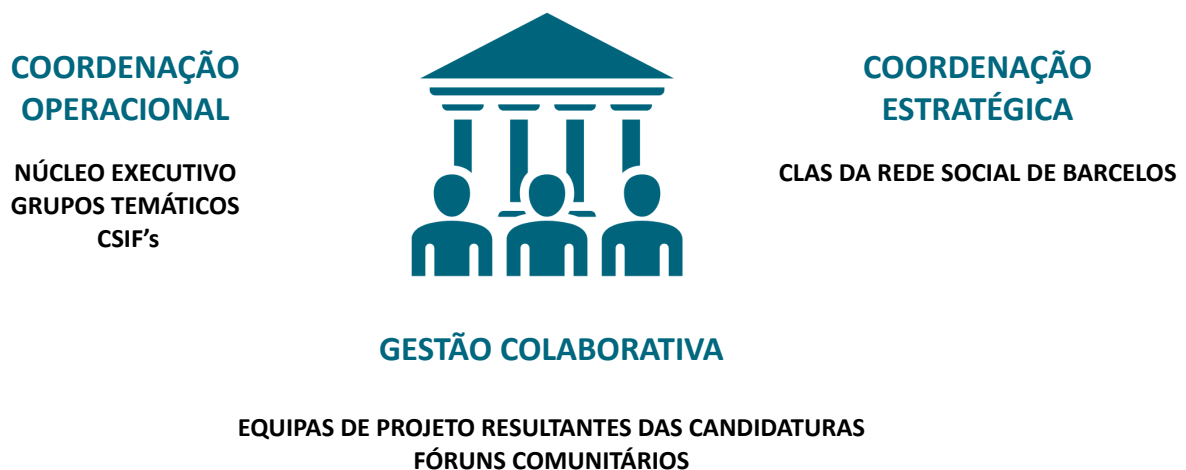 COORDENAÇÃO
OPERACIONAL
NÚCLEO EXECUTIVO
GRUPOS TEMÁTICOS
CSIF’s
COORDENAÇÃO
ESTRATÉGICA
CLAS DA REDE SOCIAL DE BARCELOS
GESTÃO COLABORATIVA
EQUIPAS DE PROJETO RESULTANTES DAS CANDIDATURAS
FÓRUNS COMUNITÁRIOS